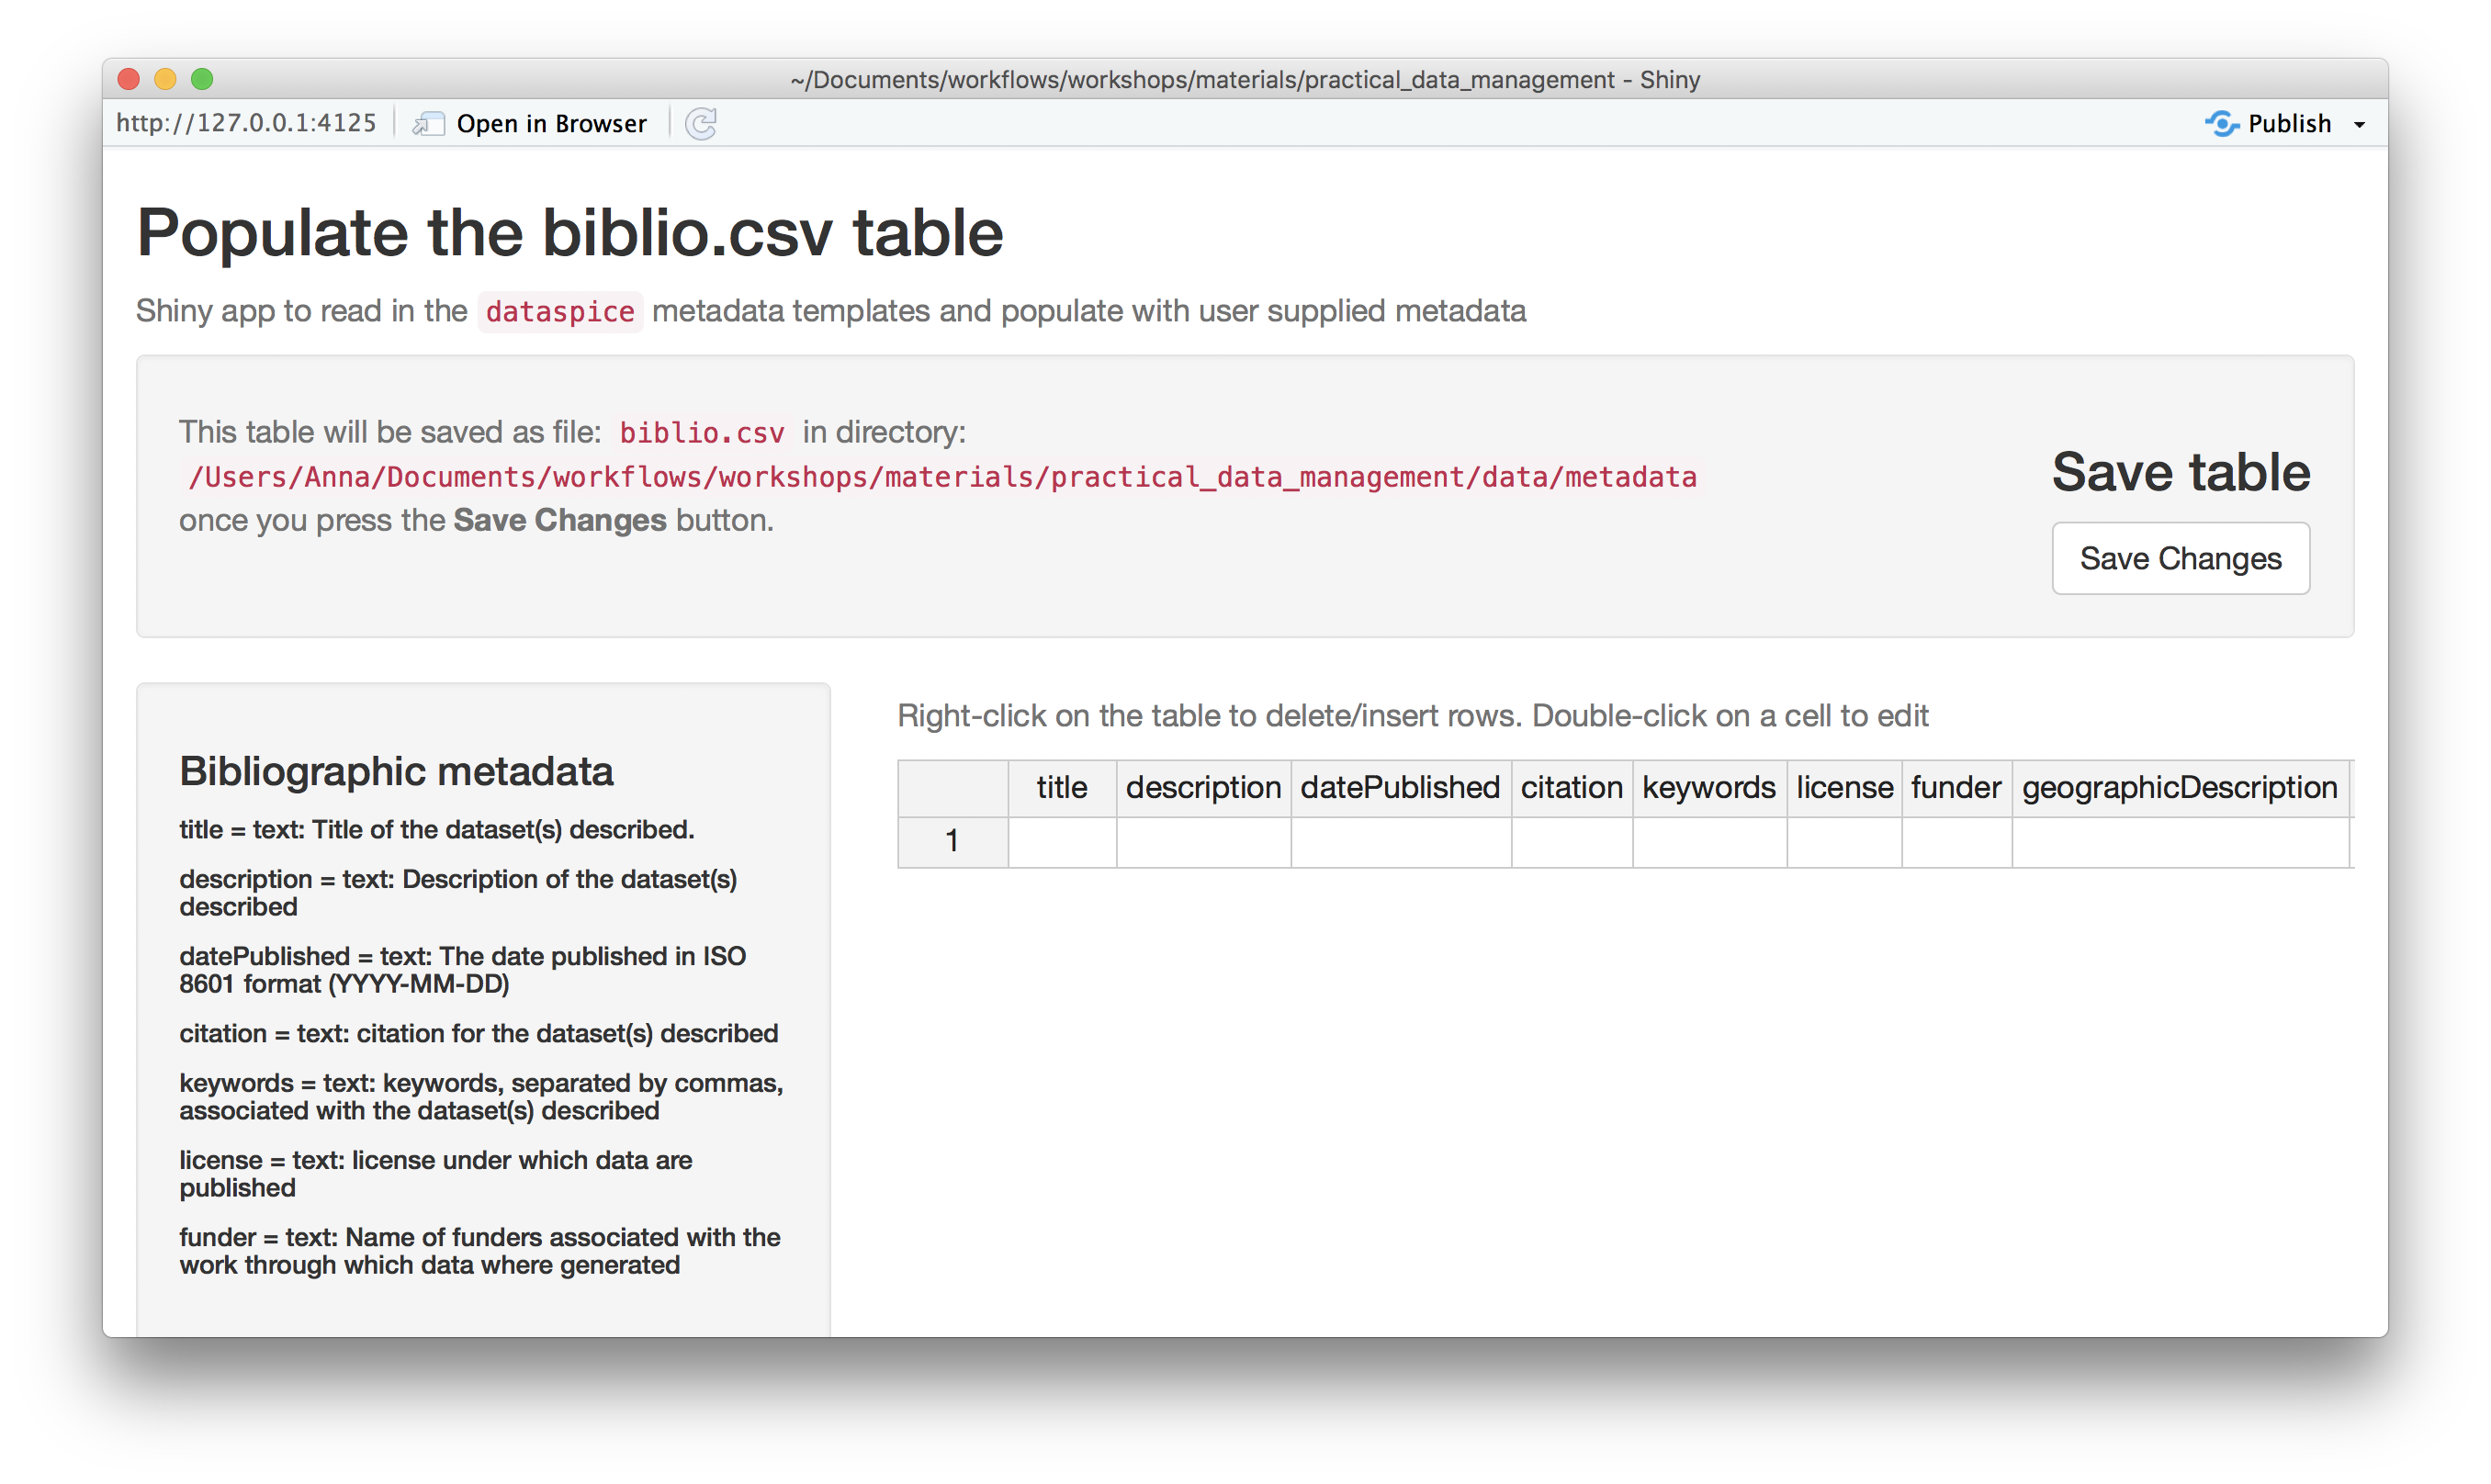 ~/Documents/workflows/workshops/materials/practical_data_management - Shiny
http://127.0.0.1:4125 Open in Browser Publish
Populate the biblio.csv table
Shiny app to read in the dataspice metadata templates and populate with user supplied metadata
This table will be saved as file: biblio.csv in directory:
/Users/Anna/Documents/workflows/workshops/materials/practical_data_management/data/metadata
once you press the Save Changes button.
Save table
Save Changes
Bibliographic metadata
title = text: Title of the dataset(s) described.
description = text: Description of the dataset(s)
described
datePublished = text: The date published in ISO
8601 format (YYYY-MM-DD)
citation = text: citation for the dataset(s) described
keywords = text: keywords, separated by commas,
associated with the dataset(s) described
license = text: license under which data are
published
funder = text: Name of funders associated with the
work through which data where generated
Right-click on the table to delete/insert rows. Double-click on a cell to edit
title description datePublished citation keywords license funder geographicDescription
1